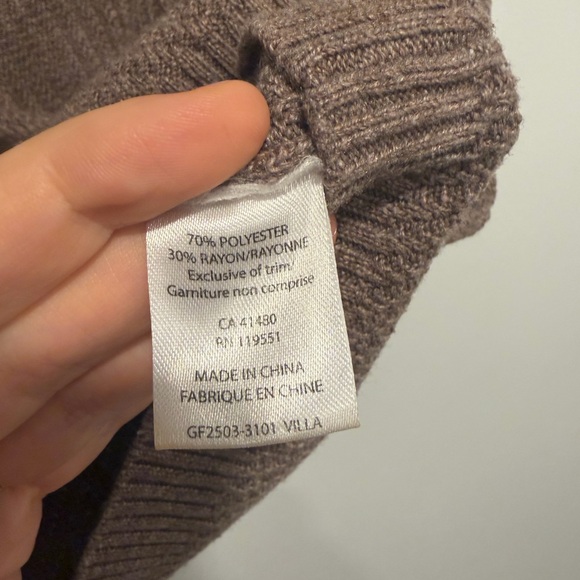 70% POLYESTER
30% RAYON/RAYONNE
Exclusive of trim/
Garniture non comprise
CA 41480
RN 119551
MADE IN CHINA
FABRIQUE EN CHINE
GF2503-3101 VILLA